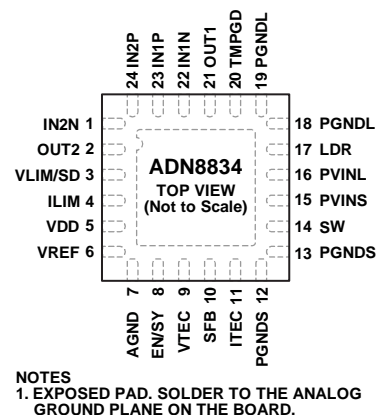 24 IN2P
23 IN1P
22 IN1N
21 OUT1
20 TMPGD
19 PGNDL
IN2N 1
OUT2 2
VLIM/SD 3
ILIM 4
VDD 5
VREF 6
ADN8834
TOP VIEW
(Not to Scale)
18 PGNDL
17 LDR
16 PVINL
15 PVINS
14 SW
13 PGNDS
AGND 7
EN/SY 8
VTEC 9
SFB 10
ITEC 11
PGNDS 12
NOTES
1. EXPOSED PAD. SOLDER TO THE ANALOG
GROUND PLANE ON THE BOARD.